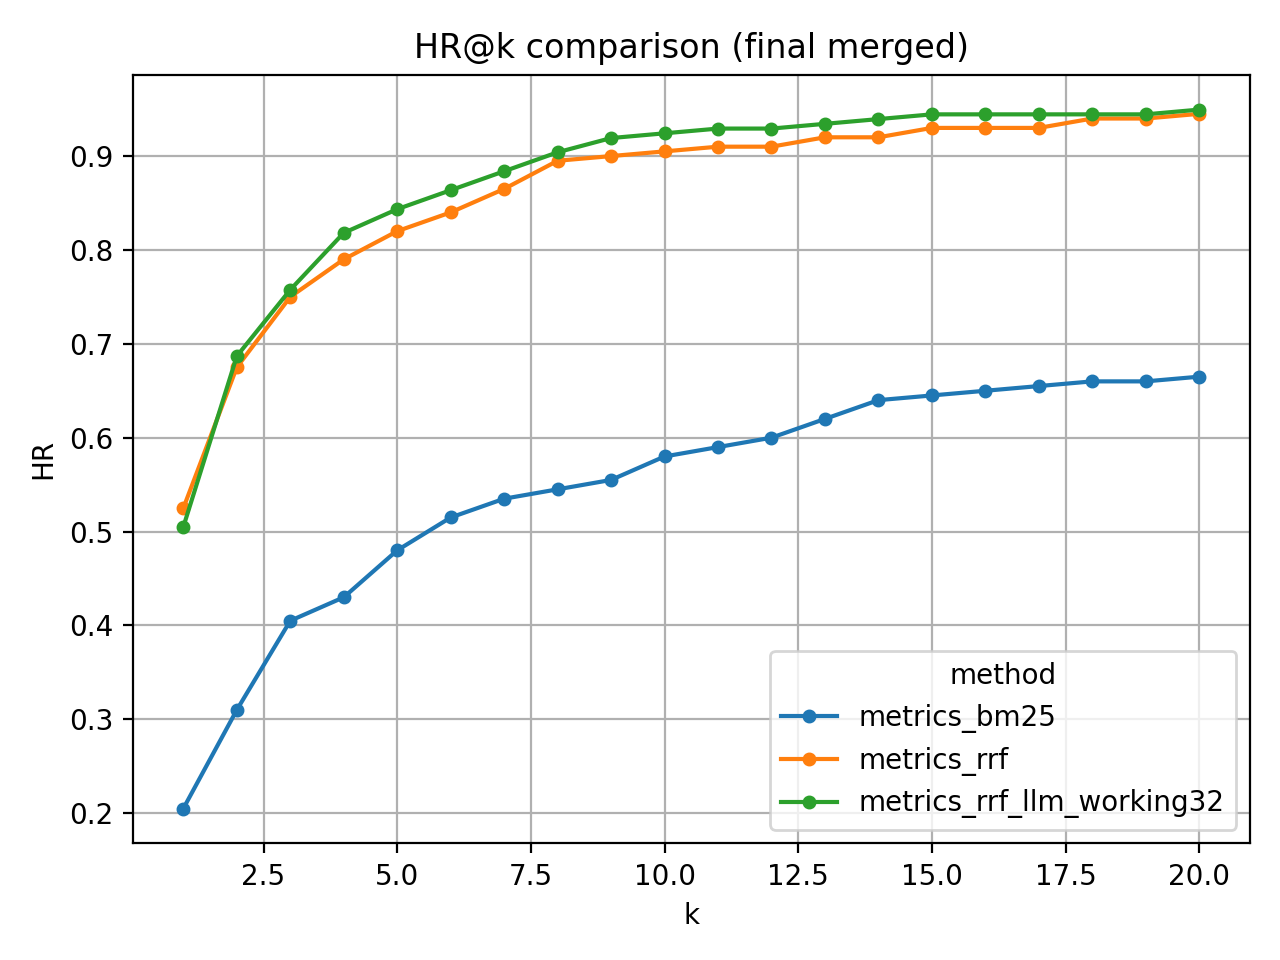 HR@k comparison (final merged)
0.9
0.8
0.7
0.6
0.5
0.4
0.3
0.2
HR
2.5 5.0 7.5 10.0 12.5 15.0 17.5 20.0
k
method
metrics_bm25
metrics_rrf
metrics_rrf_llm_working32